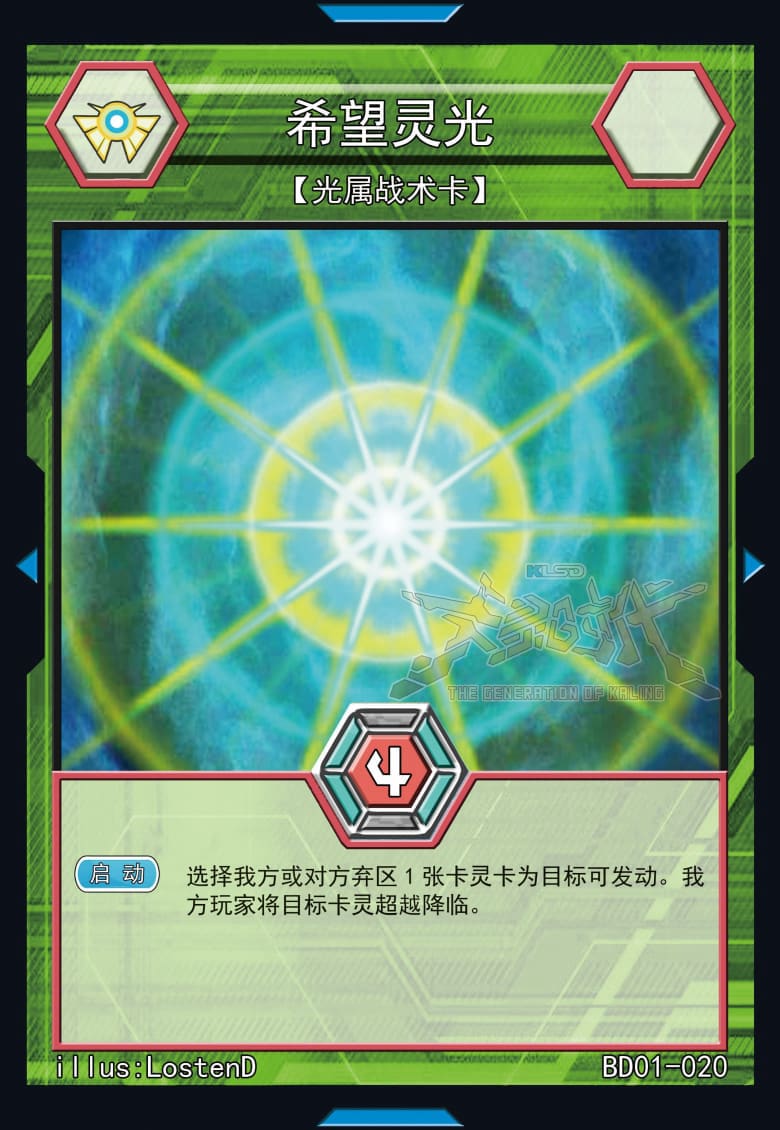 希望灵光
【光属战术卡】
KLSD
THE GENERATION OF KALING
4
启动 选择我方或对方弃区1张卡灵卡为目标可发动。我
方玩家将目标卡灵超越降临。
illus:LostenD
BD01-020